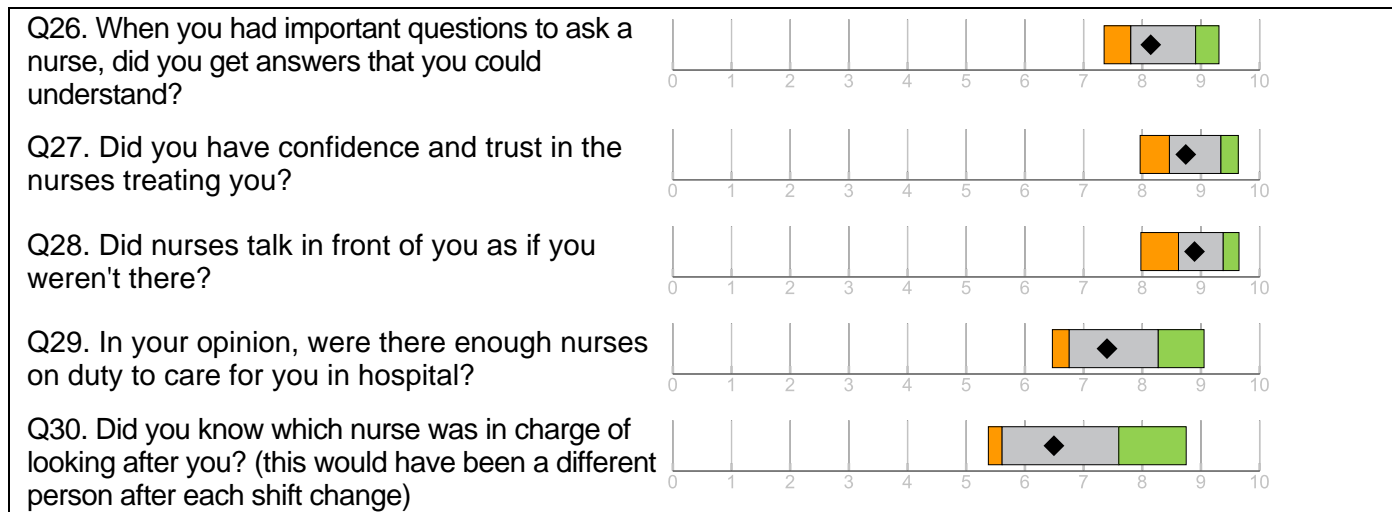 Q26. When you had important questions to ask a
nurse, did you get answers that you could
understand?
0 1 2 3 4 5 6 7 8 9 10
Q27. Did you have confidence and trust in the
nurses treating you?
0 1 2 3 4 5 6 7 8 9 10
Q28. Did nurses talk in front of you as if you
weren't there?
0 1 2 3 4 5 6 7 8 9 10
Q29. In your opinion, were there enough nurses
on duty to care for you in hospital?
0 1 2 3 4 5 6 7 8 9 10
Q30. Did you know which nurse was in charge of
looking after you? (this would have been a different
person after each shift change)
0 1 2 3 4 5 6 7 8 9 10